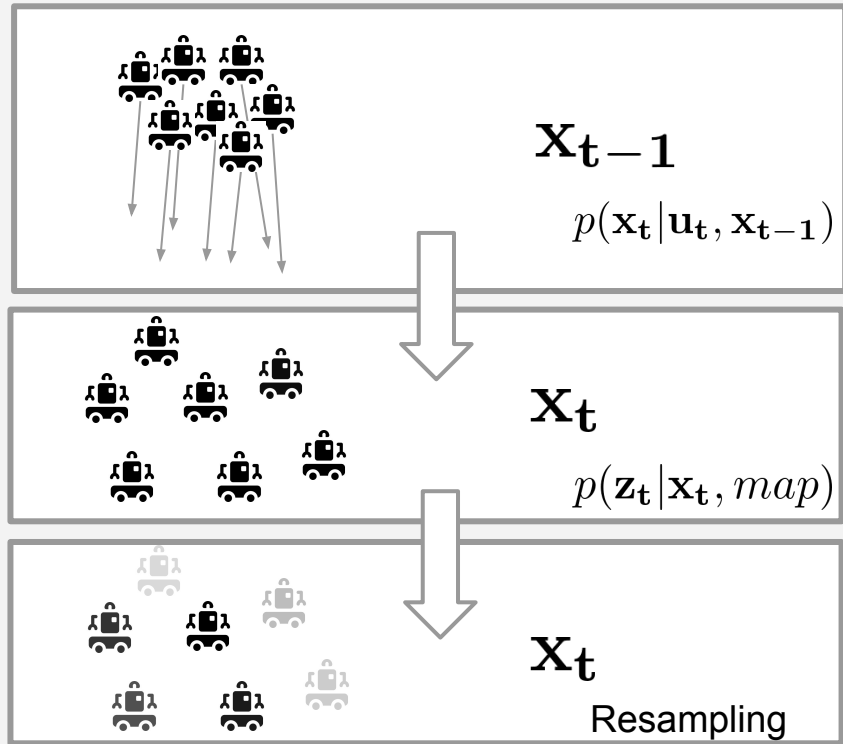 x_{t-1}
p(x_t|u_t, x_{t-1})
x_t
p(z_t|x_t, map)
x_t
Resampling